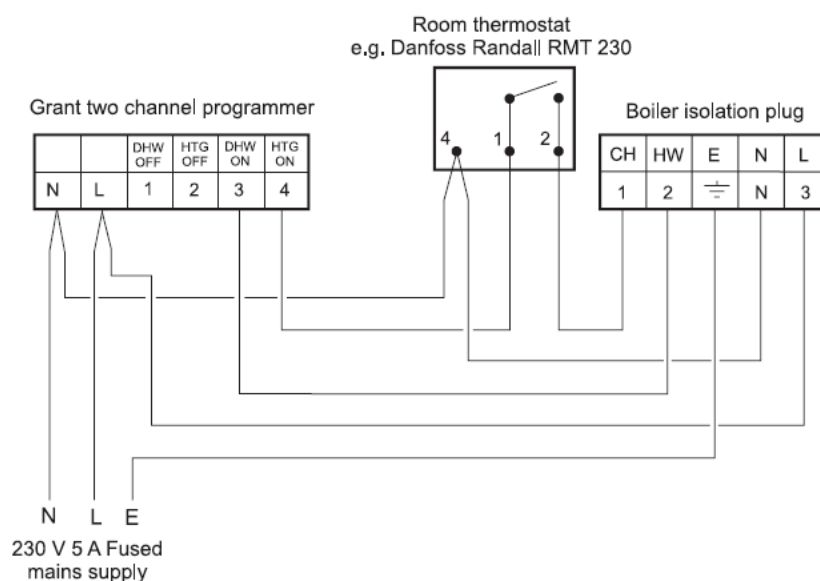 Room thermostat
e.g. Danfoss Randall RMT 230
Grant two channel programmer
DHW OFF
HTG OFF
DHW ON
HTG ON
N L 1 2 3 4
4 1 2
Boiler isolation plug
CH HW E N L
1 2 N 3
N L E
230 V 5 A Fused
mains supply